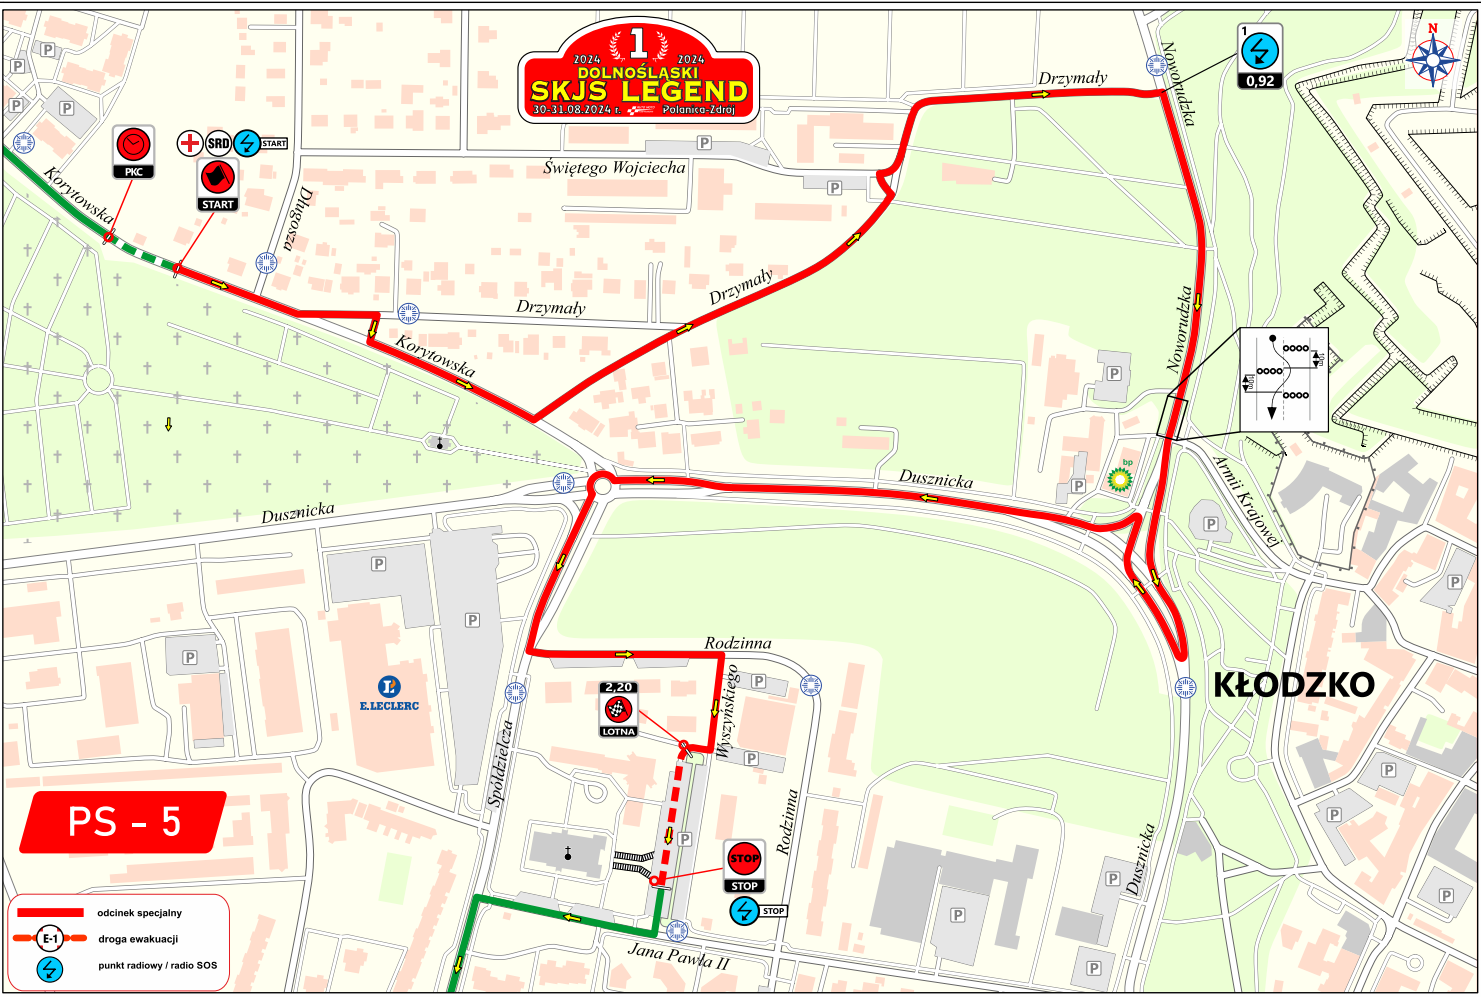 1
2024
2024
DOLNOŚLĄSKI
SKJS LEGEND
30-31.08.2024 r.
Polanica-Zdrój
1
0,92
N
Drzymały
Noworudzka
PKC
SRD
START
START
Korytowska
Długosza
Świętego Wojciecha
P
P
P
P
P
P
Drzymały
Drzymały
Noworudzka
Korytowska
10m
10m
P
bp
P
Dusznicka
Dusznicka
Armii Krajowej
P
P
P
P
P
Rodzinna
Wyszyńskiego
P
P
KŁODZKO
E.LECLERC
2,20
LOTNA
Spółdzielcza
Rodzinna
P
P
P
PS - 5
P
STOP
STOP
STOP
Dusznicka
P
P
P
P
Jana Pawła II
odcinek specjalny
E-1
droga ewakuacji
punkt radiowy / radio SOS